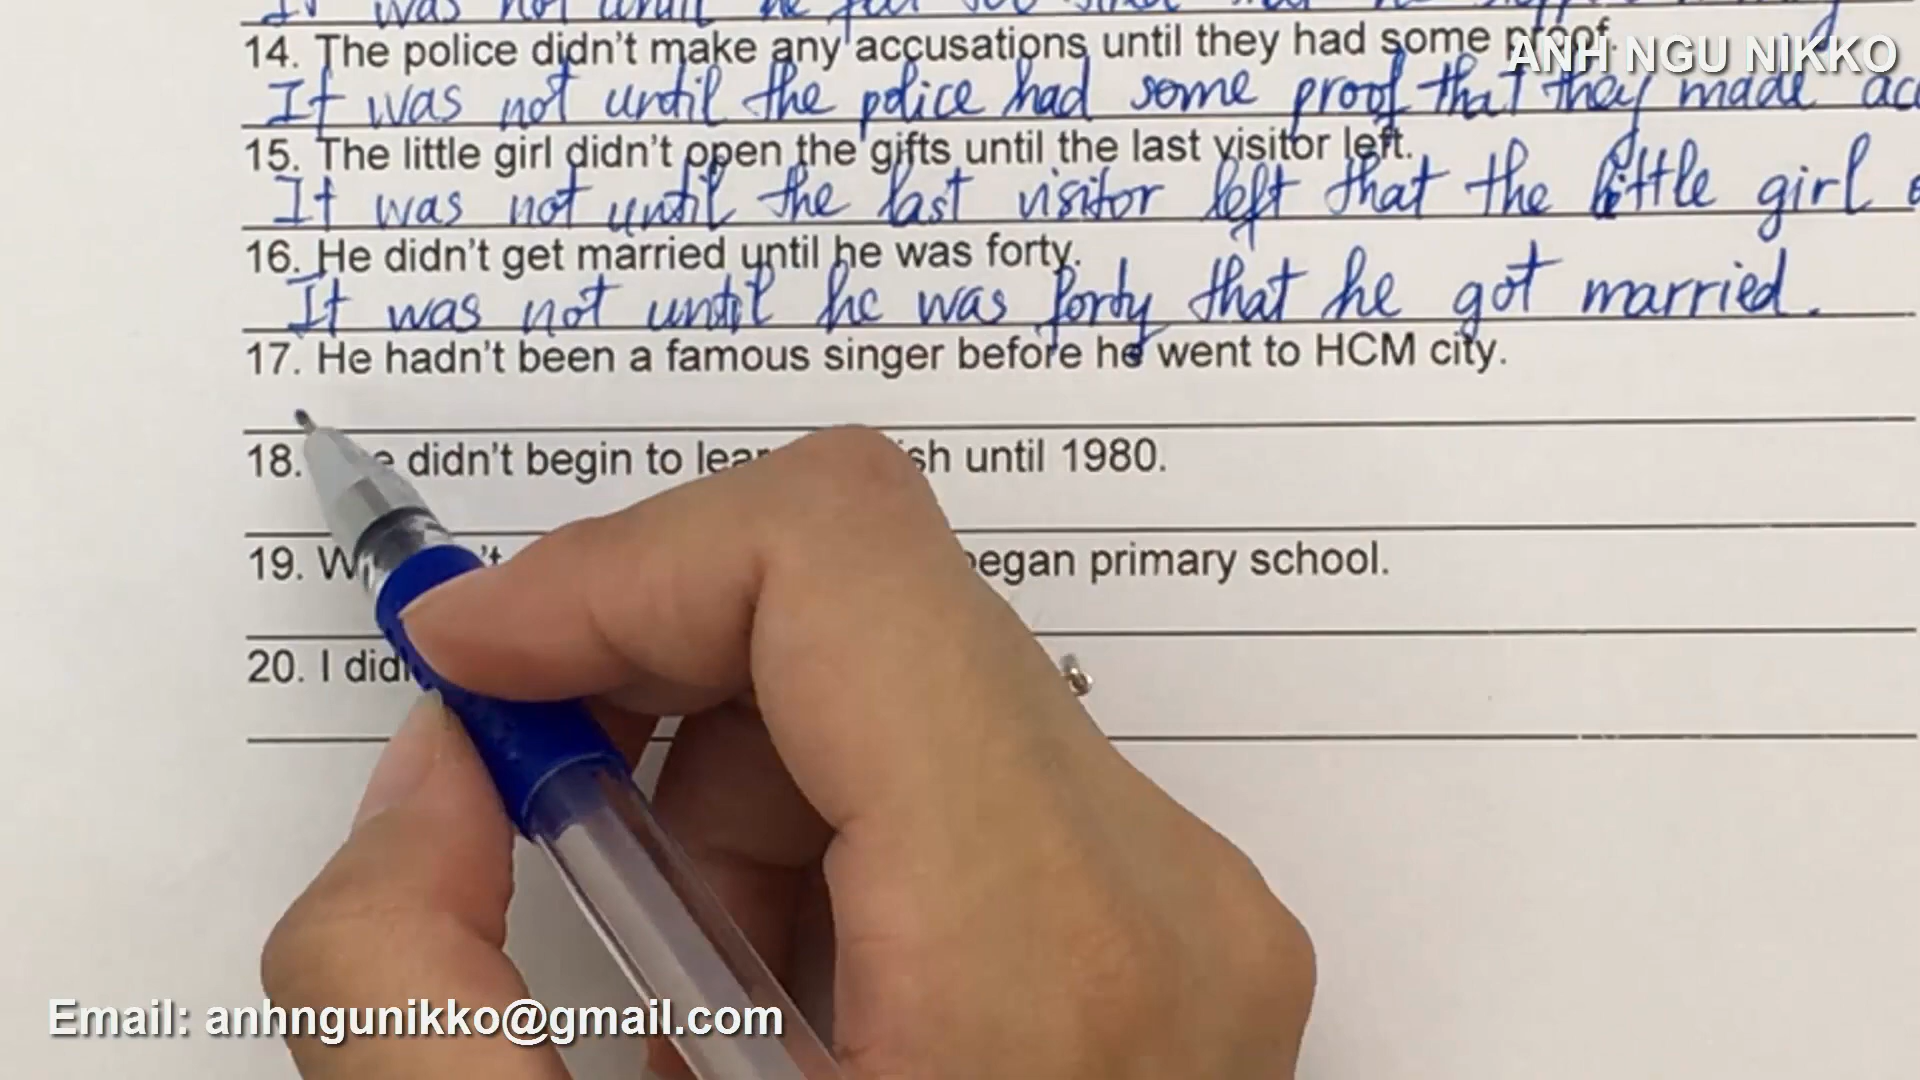 It was not until he
14. The police didn't make any accusations until they had some proof.
ANH NGU NIKKO
It was not until the police had some proof that they made
15. The little girl didn't open the gifts until the last visitor left.
It was not until the last visitor left that the little girl
16. He didn't get married until he was forty.
It was not until he was forty that he got married.
17. He hadn't been a famous singer before he went to HCM city.
18. didn't begin to until 1980.
19. began primary school.
20. I
Email: anhngunikko@gmail.com